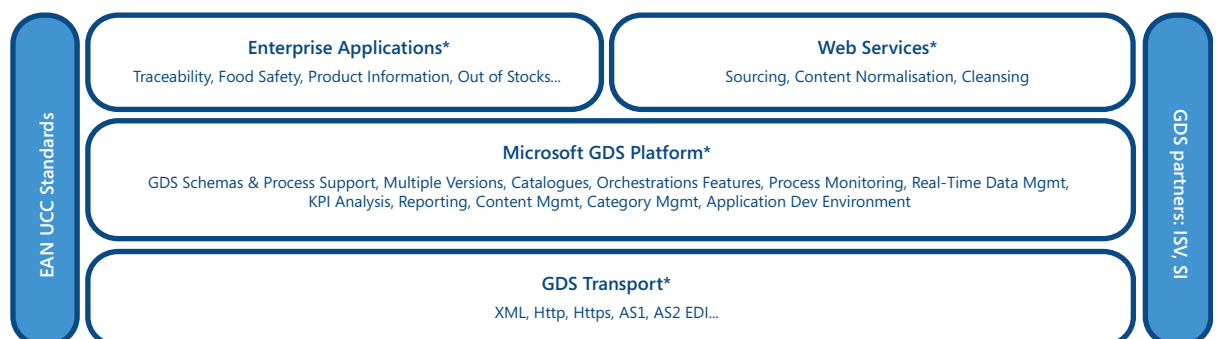 EAN UCC Standards
Enterprise Applications*
Traceability, Food Safety, Product Information, Out of Stocks...
Web Services*
Sourcing, Content Normalisation, Cleansing
Microsoft GDS Platform*
GDS Schemas & Process Support, Multiple Versions, Catalogues, Orchestrations Features, Process Monitoring, Real-Time Data Mgmt,
KPI Analysis, Reporting, Content Mgmt, Category Mgmt, Application Dev Environment
GDS Transport*
XML, Http, Https, AS1, AS2 EDI...
GDS partners: ISV, SI